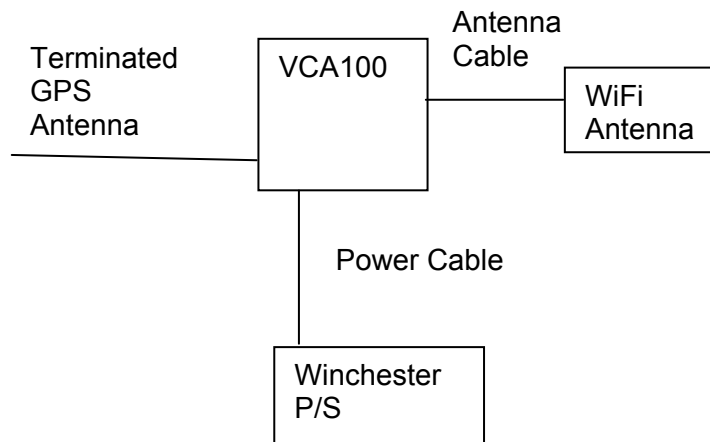 Terminated
GPS
Antenna
VCA100
Antenna
Cable
WiFi
Antenna
Power Cable
Winchester
P/S